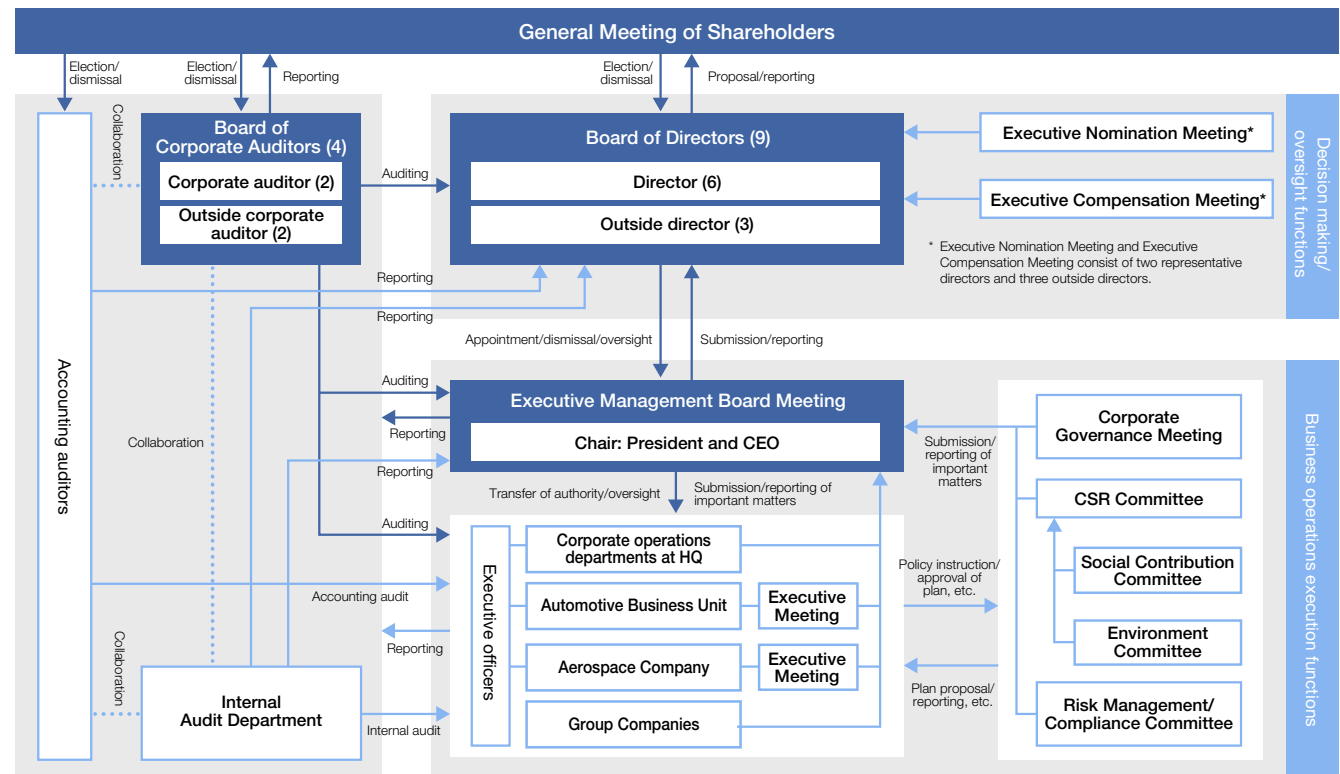 General Meeting of Shareholders
Election/
dismissal
Election/
dismissal
Reporting
Election/
dismissal
Proposal/reporting
Collaboration
Board of
Corporate Auditors (4)
Corporate auditor (2)
Outside corporate
auditor (2)
Auditing
Board of Directors (9)
Director (6)
Outside director (3)
Executive Nomination Meeting*
Executive Compensation Meeting*
* Executive Nomination Meeting and Executive
Compensation Meeting consist of two representative
directors and three outside directors.
Decision making/
oversight functions
Reporting
Reporting
Appointment/dismissal/oversight
Submission/reporting
Accounting auditors
Collaboration
Auditing
Reporting
Reporting
Executive Management Board Meeting
Chair: President and CEO
Transfer of authority/oversight
Submission/reporting of
important matters
Submission/
reporting of
important
matters
Corporate
Governance Meeting
CSR Committee
Social Contribution
Committee
Environment
Committee
Risk Management/
Compliance Committee
Business operations execution functions
Auditing
Accounting audit
Reporting
Executive officers
Corporate operations
departments at HQ
Automotive Business Unit
Executive
Meeting
Aerospace Company
Executive
Meeting
Group Companies
Policy instruction/
approval of
plan, etc.
Plan proposal/
reporting, etc.
Collaboration
Internal
Audit Department
Internal audit